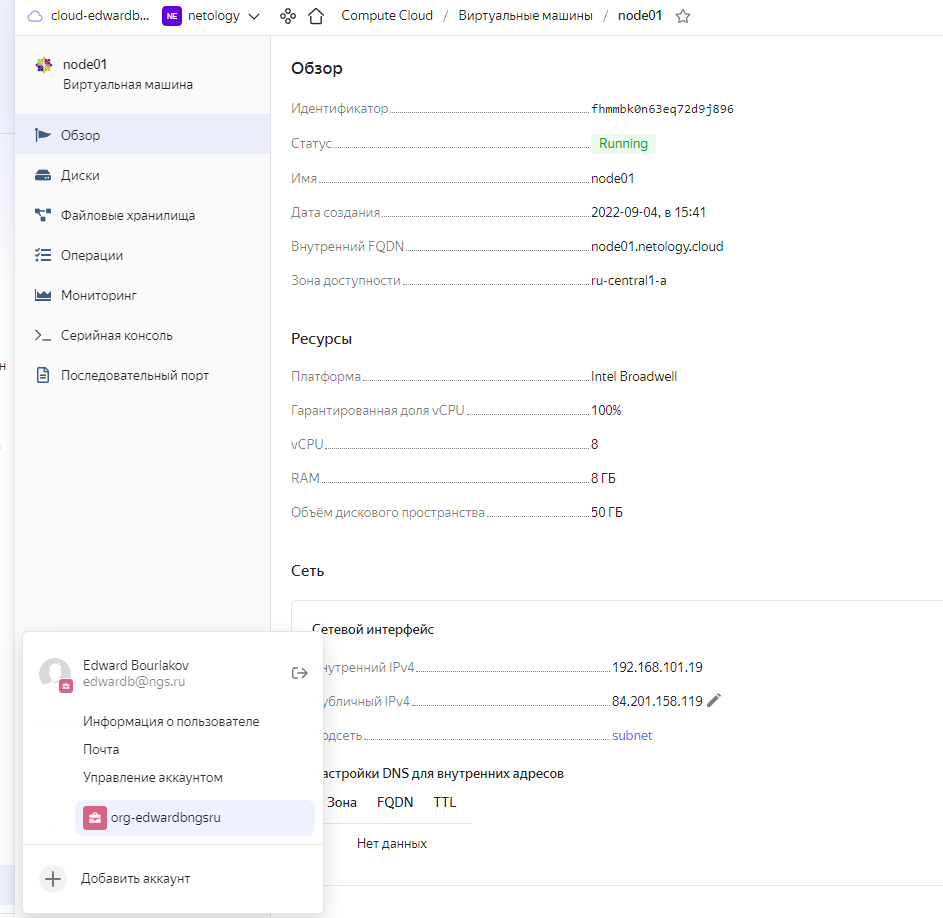 cloud-edwardb... NE netology Compute Cloud / Виртуальные машины / node01
node01
Виртуальная машина
Обзор
Диски
Файловые хранилища
Операции
Мониторинг
Серийная консоль
Последовательный порт
н
Обзор
Идентификатор fhmmbk0n63eq72d9j896
Статус Running
Имя node01
Дата создания 2022-09-04, в 15:41
Внутренний FQDN node01.netology.cloud
Зона доступности ru-central1-a
Ресурсы
Платформа Intel Broadwell
Гарантированная доля vCPU 100%
vCPU 8
RAM 8 ГБ
Объём дискового пространства 50 ГБ
Сеть
Сетевой интерфейс
нутренний IPv4 192.168.101.19
убличный IPv4 84.201.158.119
одсеть subnet
астройки DNS для внутренних адресов
Зона FQDN TTL
Нет данных
Edward Bourlakov
edwardb@ngs.ru
Информация о пользователе
Почта
Управление аккаунтом
org-edwardbngsru
Добавить аккаунт